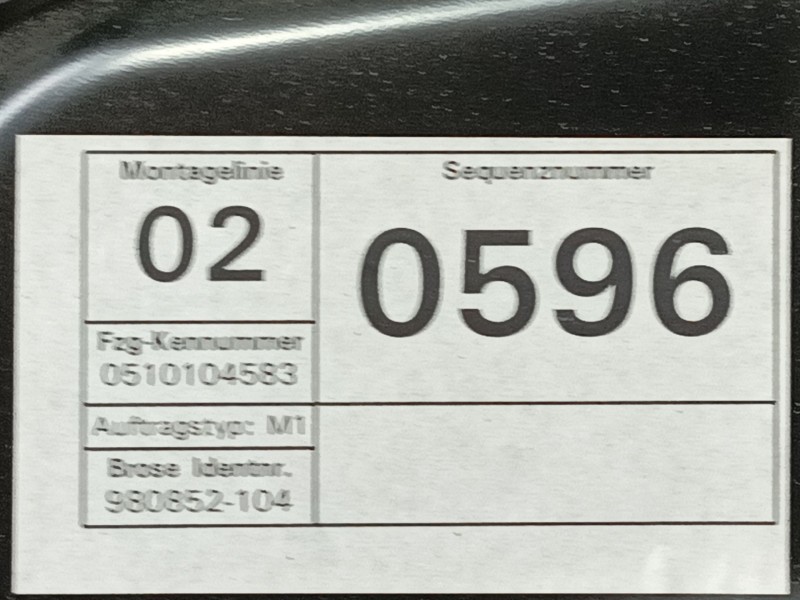 Montagelinie
02
Sequenznummer
0596
Fzg-Kennummer
0510104583
Auftragstyp: M1
Brose Identnr.
980852-104